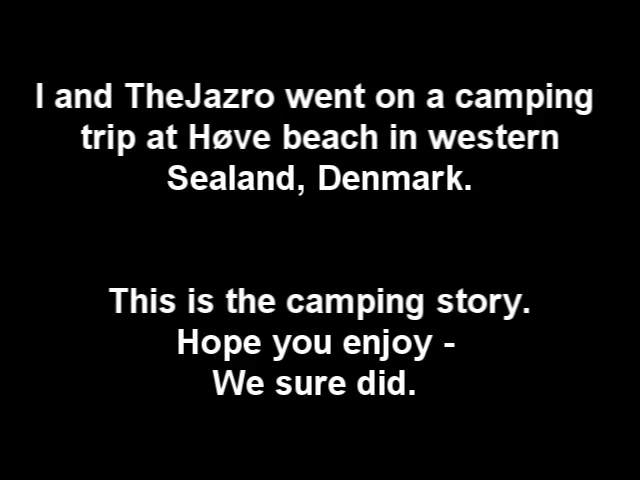 I and TheJazro went on a camping
trip at Høve beach in western
Sealand, Denmark.
This is the camping story.
Hope you enjoy -
We sure did.